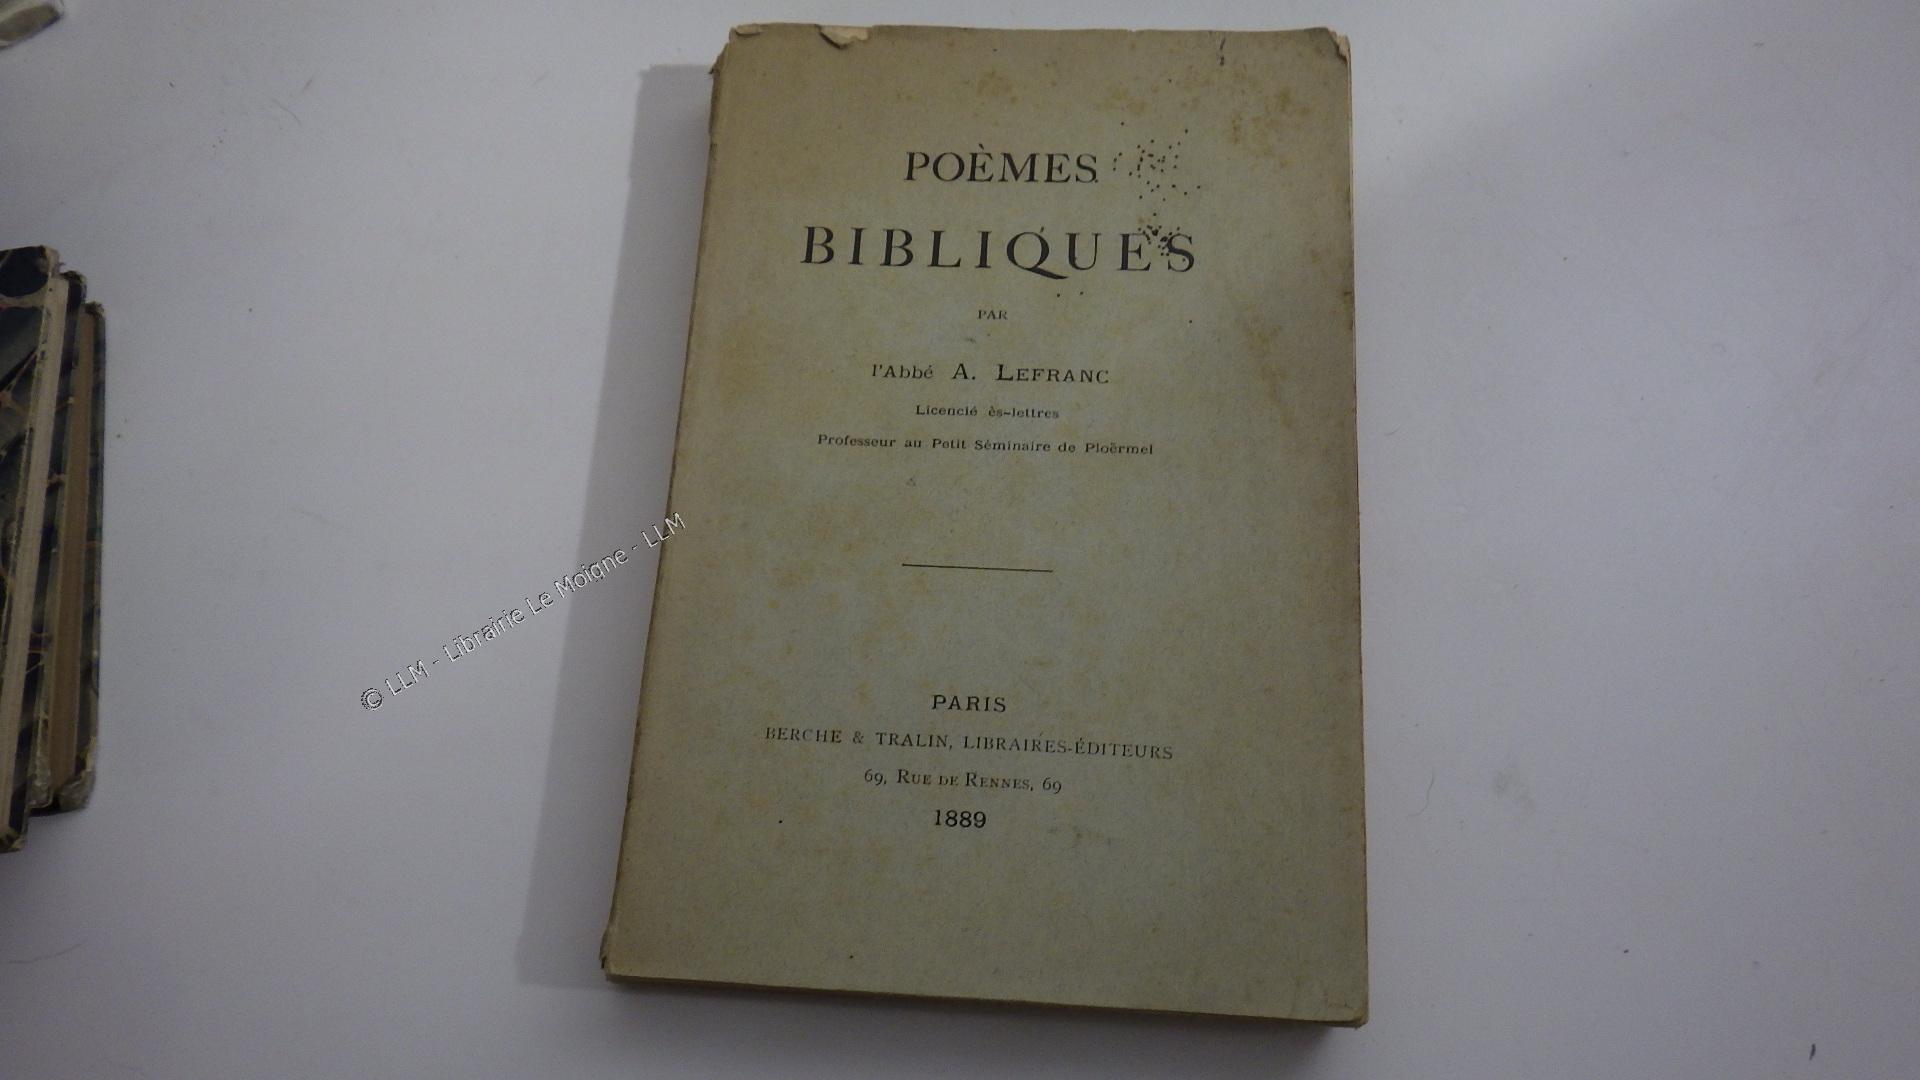 POÈMES
BIBLIQUES
PAR
l'Abbé A. LEFRANC
Licencié ès-lettres
Professeur au Petit Séminaire de Ploërmel
PARIS
BERCHE & TRALIN, LIBRAIRES-ÉDITEURS
69, RUE DE RENNES, 69
1889
© LLM - Librairie Le Moigne - LLM